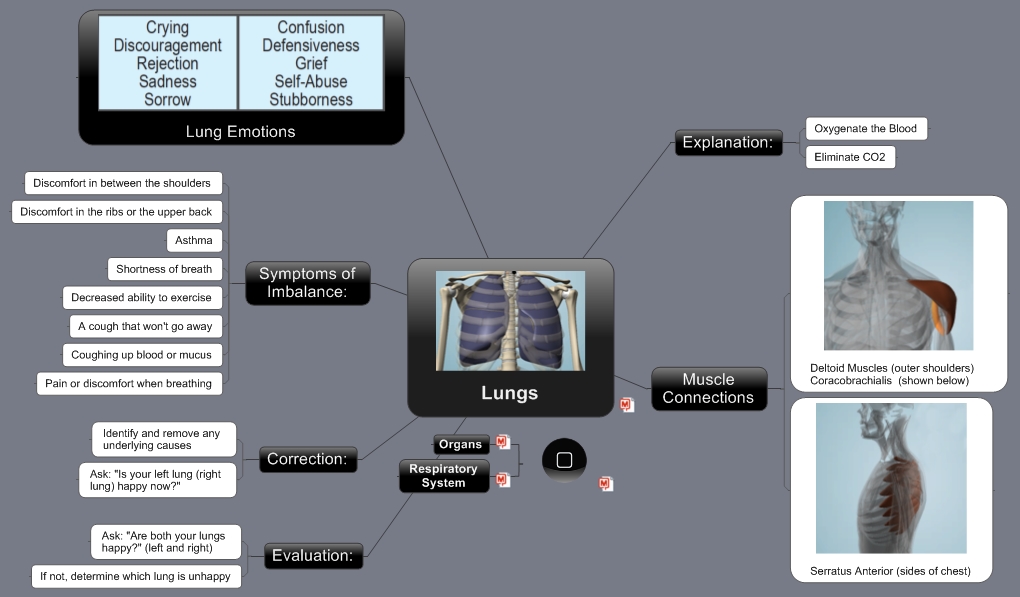 Crying
Discouragement
Rejection
Sadness
Sorrow
Confusion
Defensiveness
Grief
Self-Abuse
Stubborness
Lung Emotions
Explanation:
Oxygenate the Blood
Eliminate CO2
Symptoms of
Imbalance:
Discomfort in between the shoulders
Discomfort in the ribs or the upper back
Asthma
Shortness of breath
Decreased ability to exercise
A cough that won't go away
Coughing up blood or mucus
Pain or discomfort when breathing
Lungs
Muscle
Connections
Deltoid Muscles (outer shoulders)
Coracobrachialis (shown below)
Serratus Anterior (sides of chest)
Correction:
Identify and remove any
underlying causes
Ask: "Is your left lung (right
lung) happy now?"
Organs
Respiratory
System
Evaluation:
Ask: "Are both your lungs
happy?" (left and right)
If not, determine which lung is unhappy